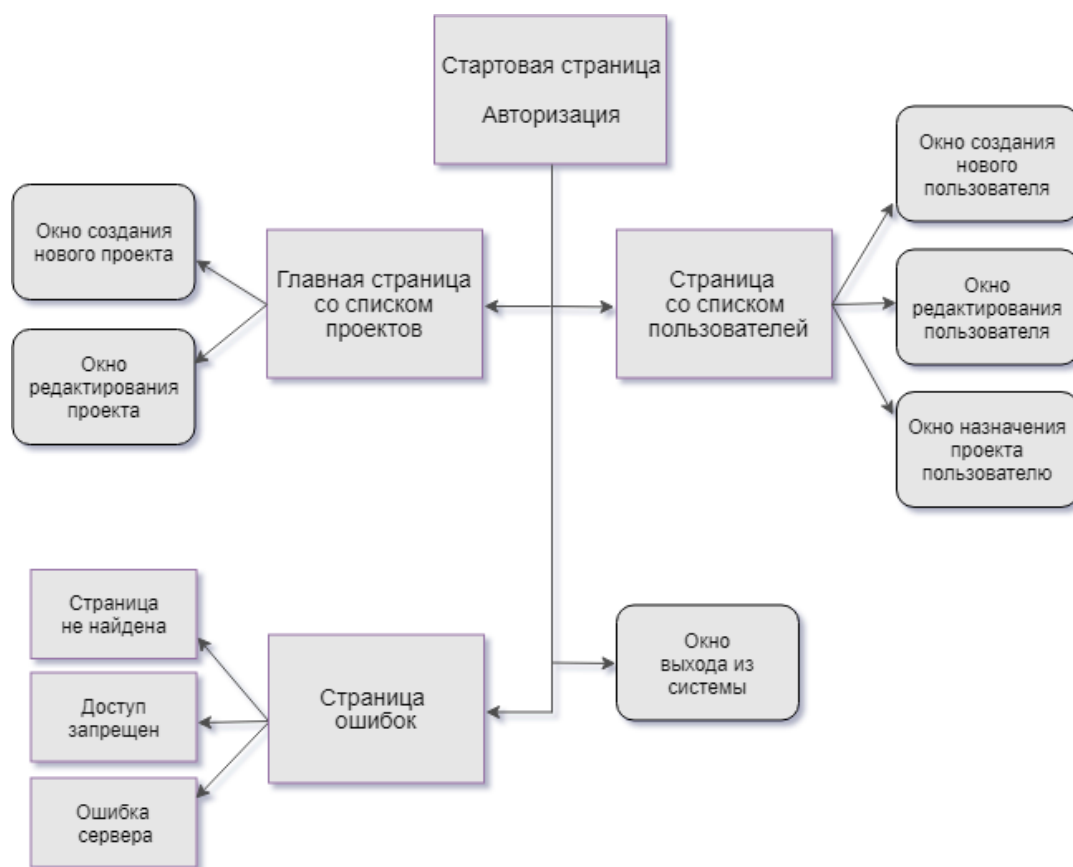 Стартовая страница
Авторизация
Окно создания
нового проекта
Окно
редактирования
проекта
Главная страница
со списком
проектов
Страница
со списком
пользователей
Окно создания
нового
пользователя
Окно
редактирования
пользователя
Окно назначения
проекта
пользователю
Страница
не найдена
Доступ
запрещен
Ошибка
сервера
Страница
ошибок
Окно
выхода из
системы